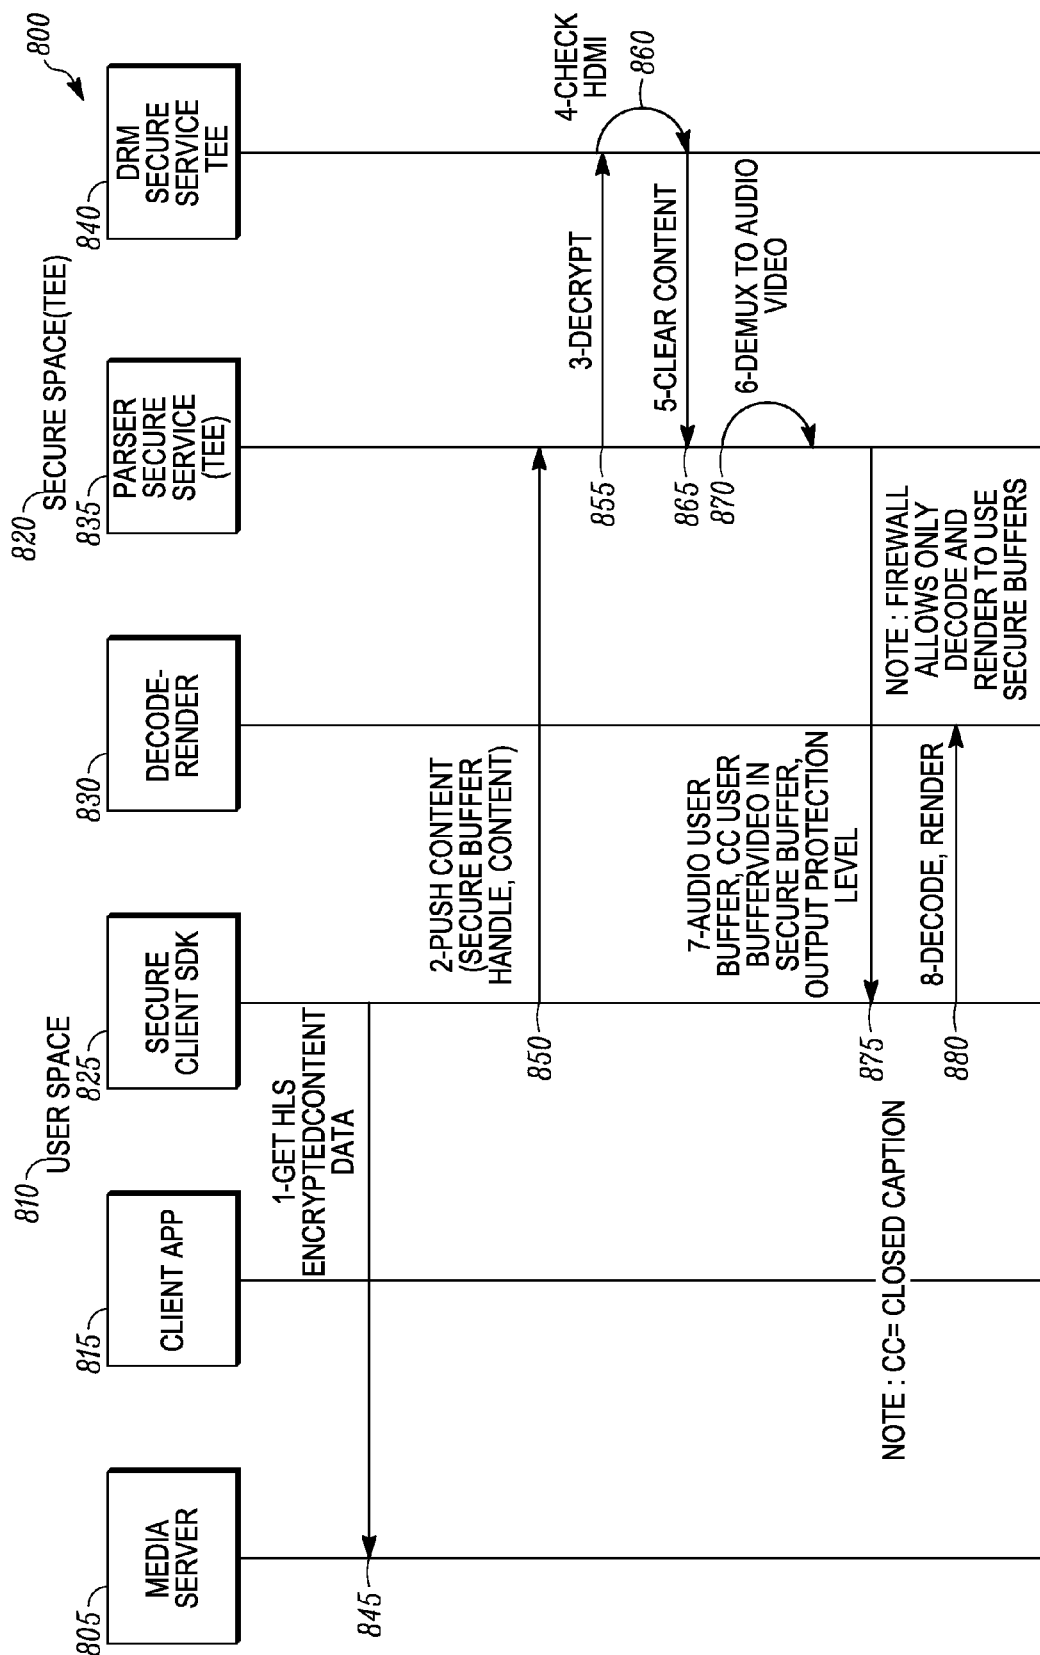 800
810
USER SPACE
820
SECURE SPACE(TEE)
805
MEDIA
SERVER
815
CLIENT APP
825
SECURE
CLIENT SDK
830
DECODE-
RENDER
835
PARSER
SECURE
SERVICE
(TEE)
840
DRM
SECURE
SERVICE
TEE
1-GET HLS
ENCRYPTEDCONTENT
DATA
845
2-PUSH CONTENT
(SECURE BUFFER
HANDLE, CONTENT)
850
3-DECRYPT
855
4-CHECK
HDMI
860
5-CLEAR CONTENT
865
6-DEMUX TO AUDIO
VIDEO
870
7-AUDIO USER
BUFFER, CC USER
BUFFERVIDEO IN
SECURE BUFFER,
OUTPUT PROTECTION
LEVEL
875
NOTE : CC= CLOSED CAPTION
NOTE : FIREWALL
ALLOWS ONLY
DECODE AND
RENDER TO USE
SECURE BUFFERS
8-DECODE, RENDER
880